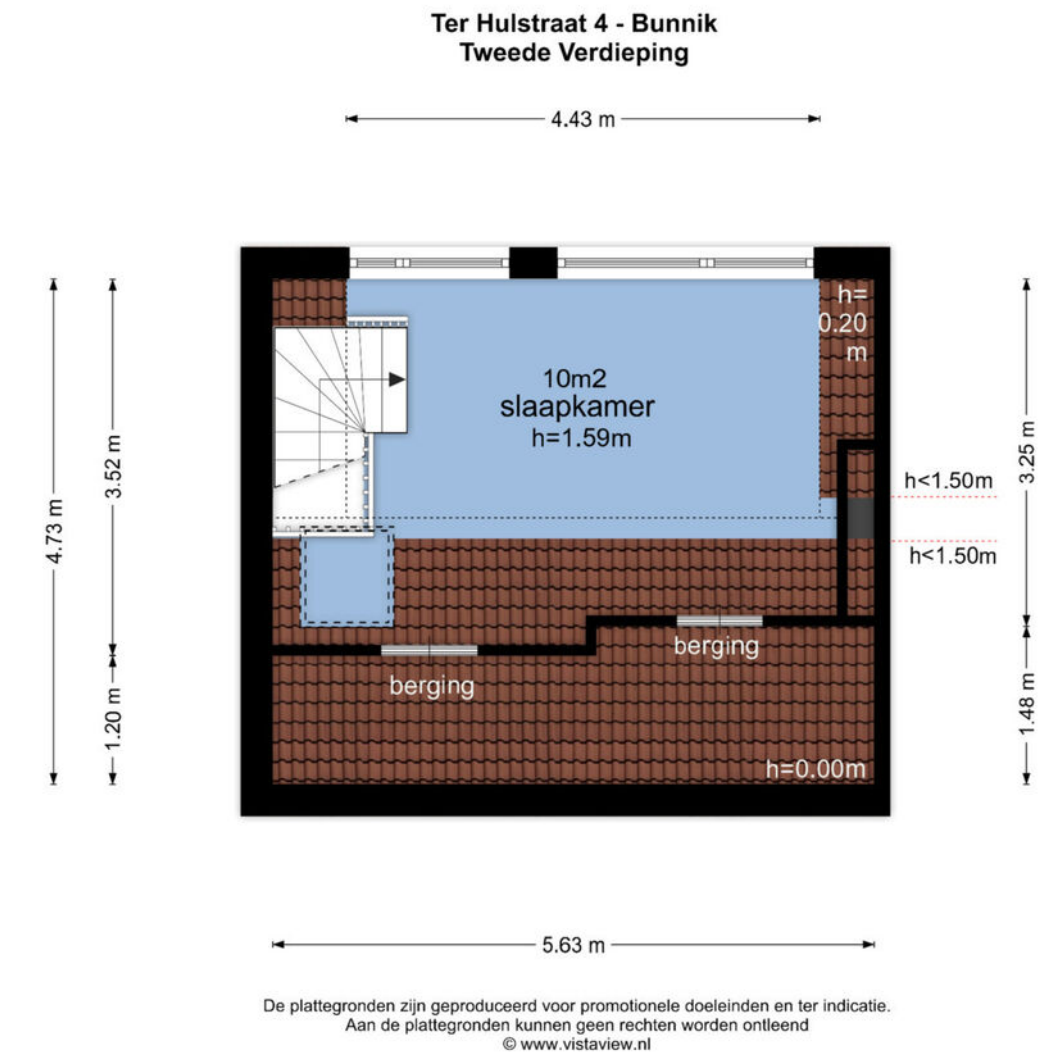 Ter Hulstraat 4 - Bunnik
Tweede Verdieping
4.43 m
h=
0.20
m
10m2
slaapkamer
h=1.59m
4.73 m
3.52 m
3.25 m
h<1.50m
h<1.50m
berging
berging
1.20 m
1.48 m
h=0.00m
5.63 m
De plattegronden zijn geproduceerd voor promotionele doeleinden en ter indicatie.
Aan de plattegronden kunnen geen rechten worden ontleend
© www.vistaview.nl